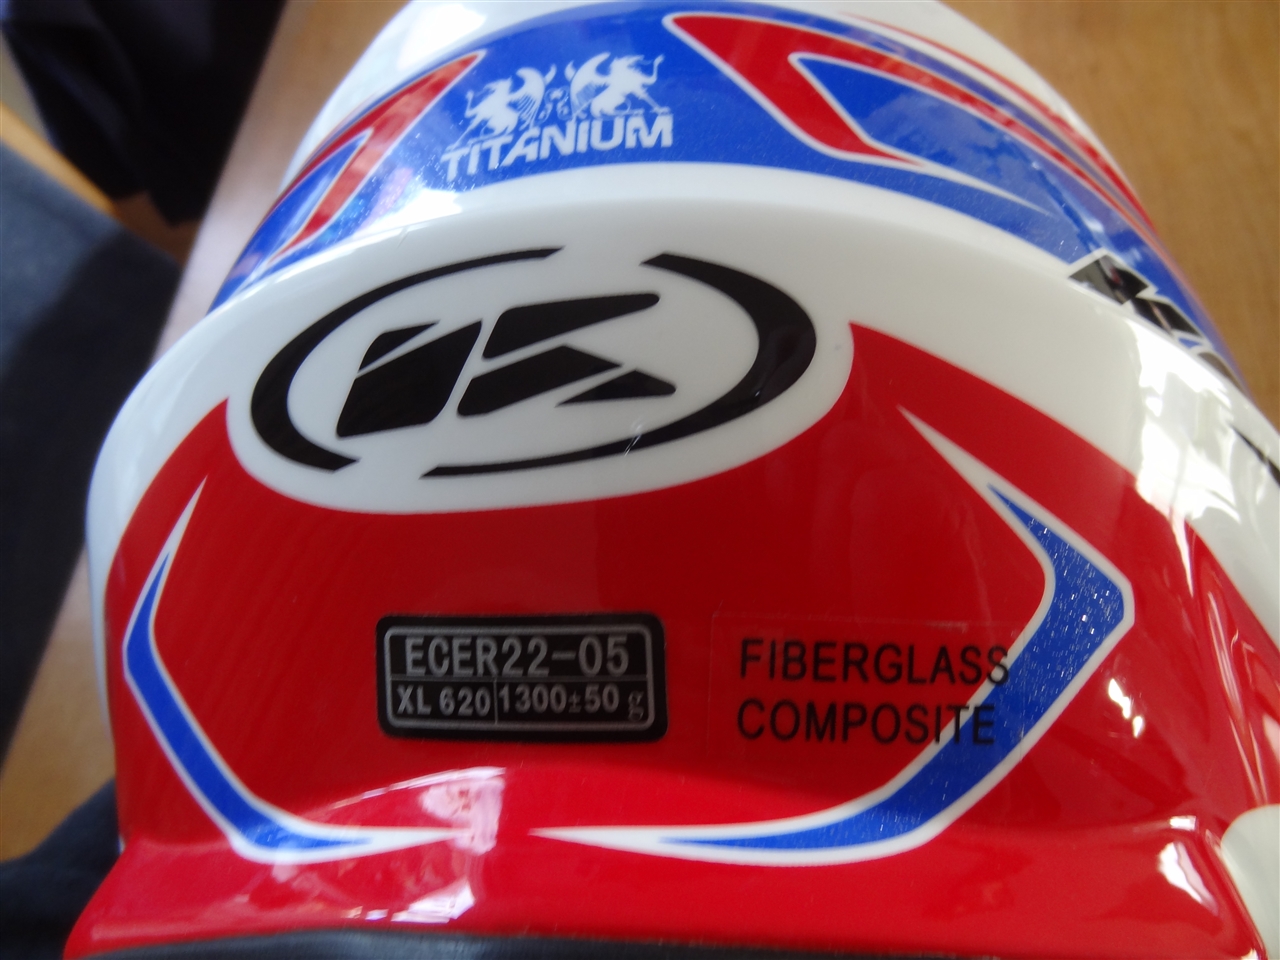 TITANIUM
ECER22-05
XL 620 1300±50 g
FIBERGLASS
COMPOSITE